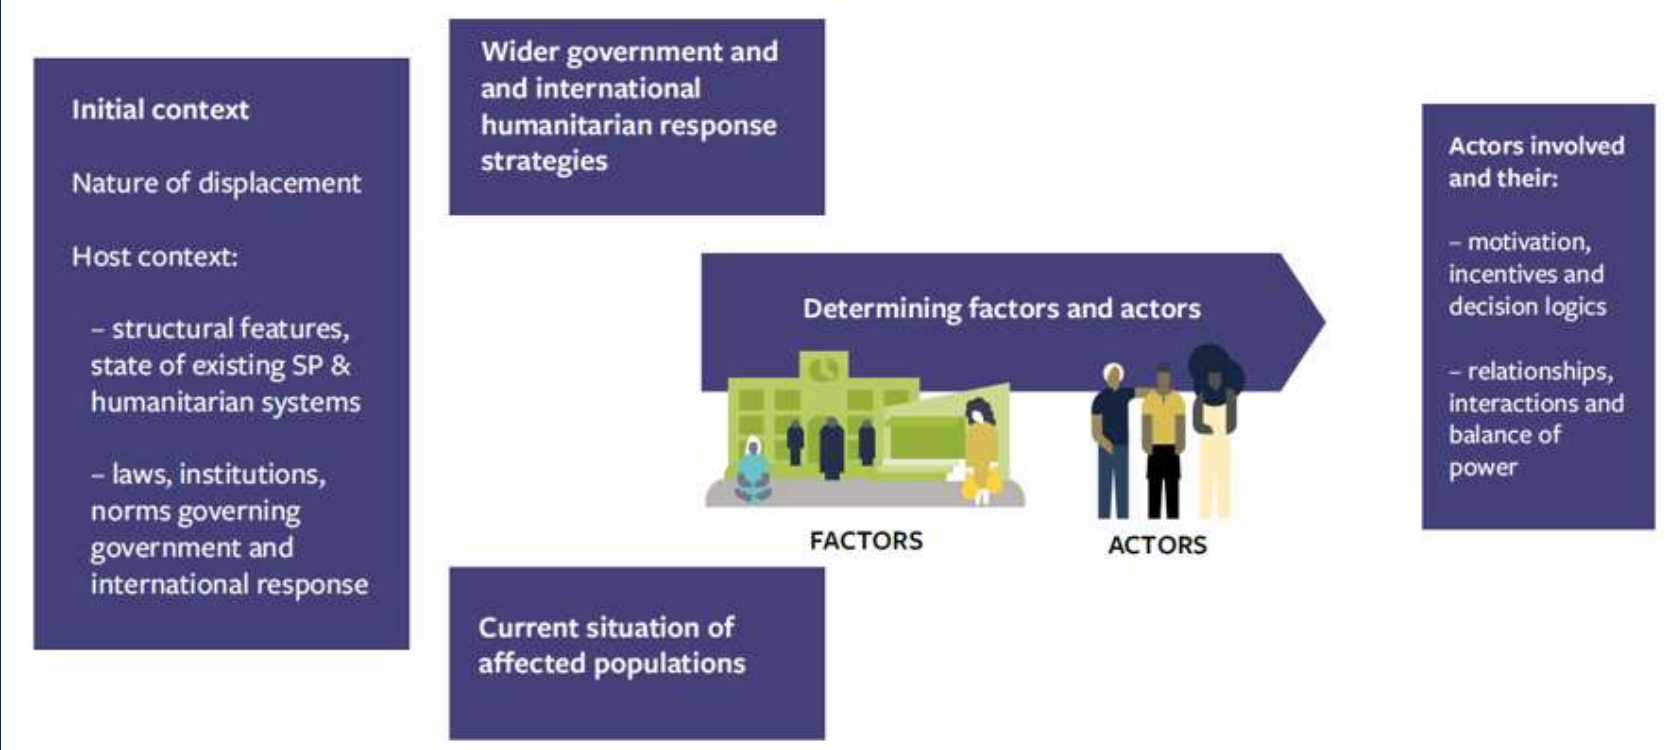 Initial context
Nature of displacement
Host context:
– structural features,
state of existing SP &
humanitarian systems
– laws, institutions,
norms governing
government and
international response
Wider government and
and international
humanitarian response
strategies
Current situation of
affected populations
Determining factors and actors
FACTORS
ACTORS
Actors involved
and their:
– motivation,
incentives and
decision logics
– relationships,
interactions and
balance of
power